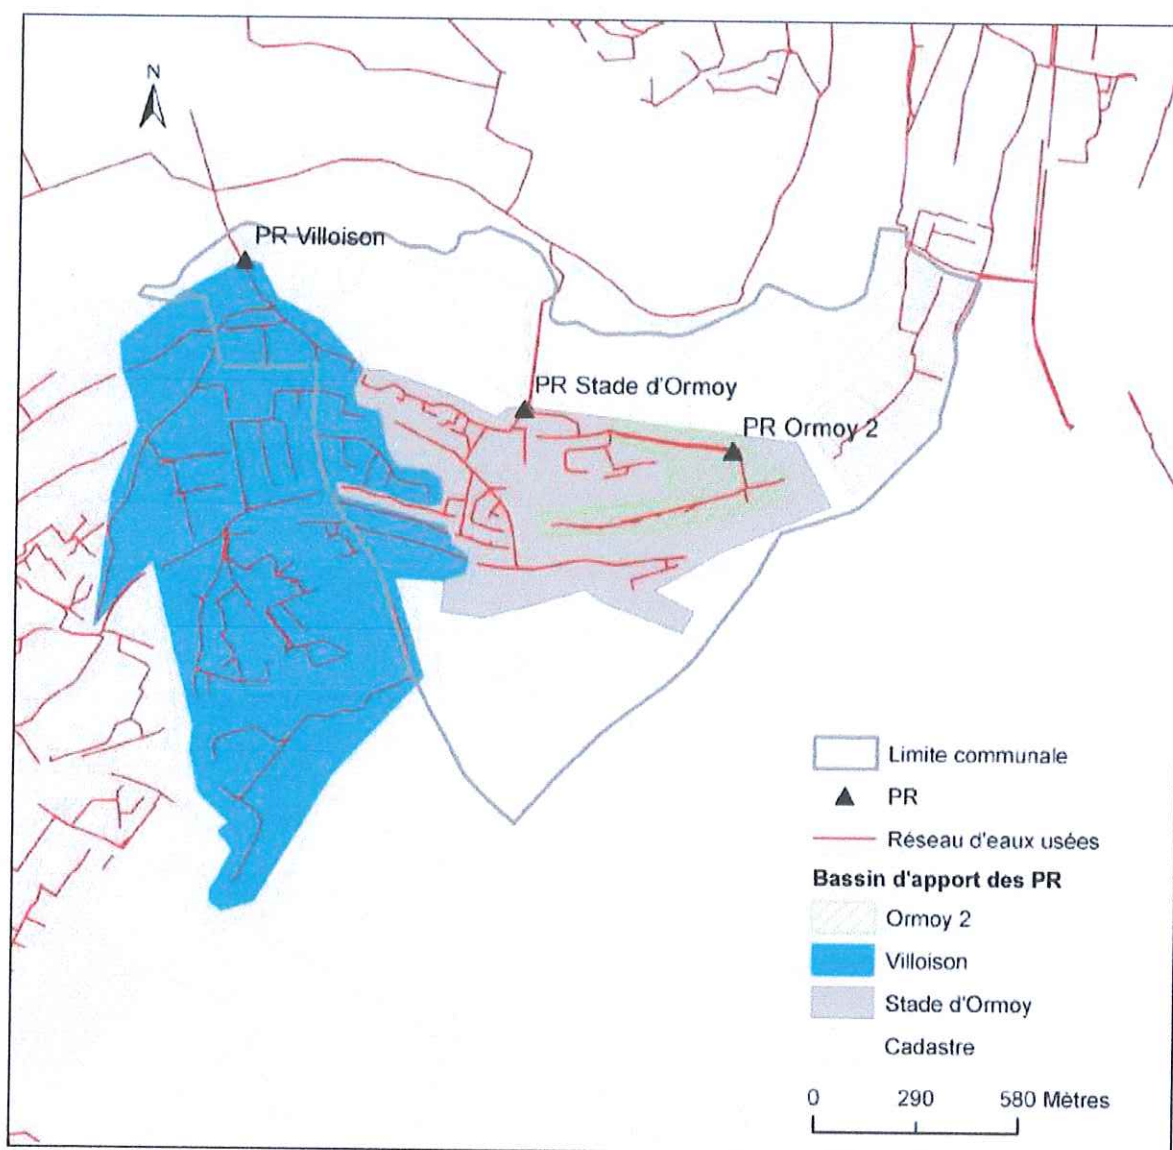 N
PR Villoison
PR Stade d'Ormoy
PR Ormoy 2
Limite communale
PR
Réseau d'eaux usées
Bassin d'apport des PR
Ormoy 2
Villoison
Stade d'Ormoy
Cadastre
0 290 580 Mètres